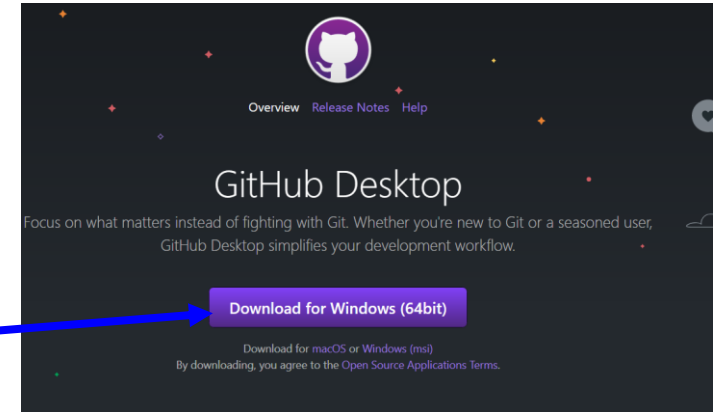 Overview Release Notes Help
GitHub Desktop
Focus on what matters instead of fighting with Git. Whether you're new to Git or a seasoned user,
GitHub Desktop simplifies your development workflow.
Download for Windows (64bit)
Download for macOS or Windows (msi)
By downloading, you agree to the Open Source Applications Terms.